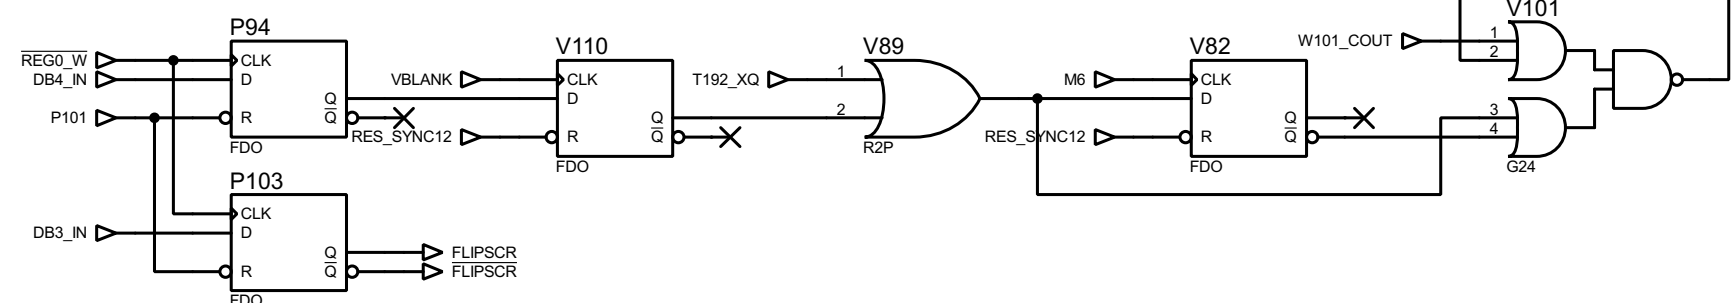 P94
REG0_W
DB4_IN
P101
CLK
D
R
Q
Q
FDO
P103
DB3_IN
CLK
D
R
Q
Q
FDO
FLIPSCR
FLIPSCR
V110
VBLANK
RES_SYNC12
CLK
D
R
Q
Q
FDO
V89
T192_XQ
1
2
R2P
V82
M6
RES_SYNC12
CLK
D
R
Q
Q
FDO
V101
W101_COUT
1
2
3
4
G24